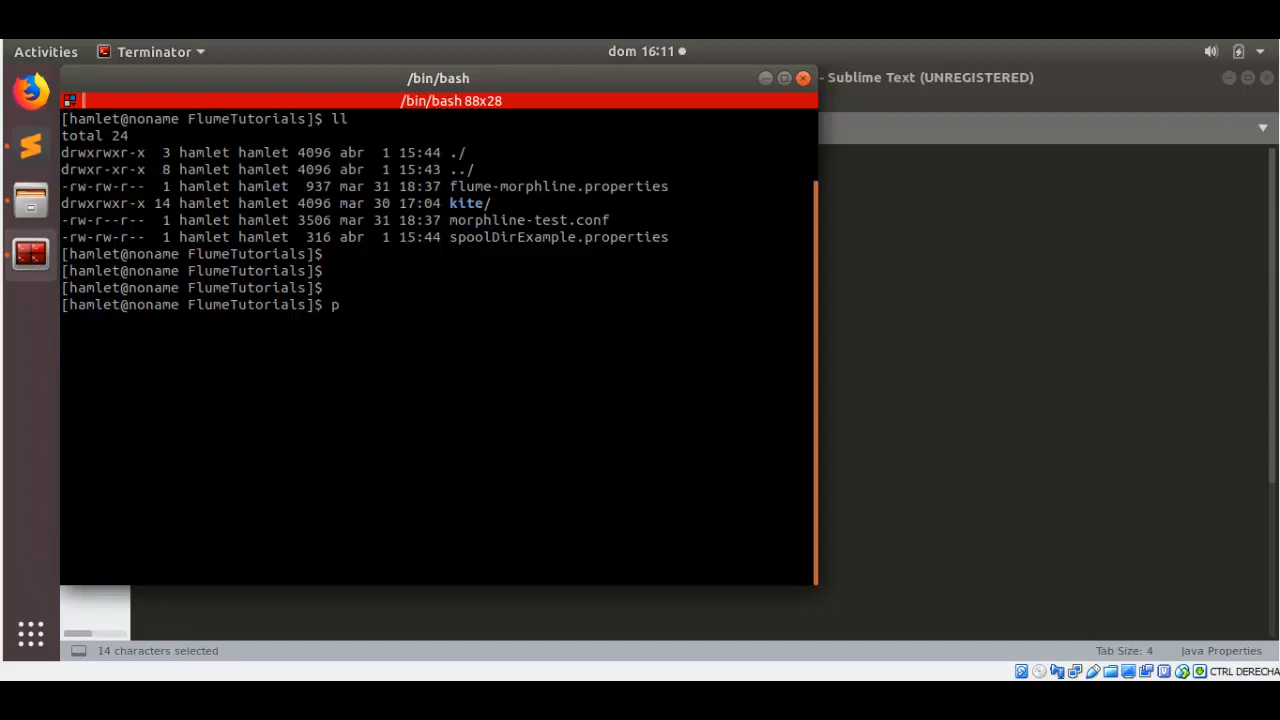 Activities Terminator dom 16:11
/bin/bash
- Sublime Text (UNREGISTERED)
/bin/bash 88x28
[hamlet@noname FlumeTutorials]$ ll
total 24
drwxrwxr-x  3 hamlet hamlet 4096 abr  1 15:44 ./
drwxr-xr-x  8 hamlet hamlet 4096 abr  1 15:43 ../
-rw-rw-r--  1 hamlet hamlet  937 mar 31 18:37 flume-morphline.properties
drwxrwxr-x 14 hamlet hamlet 4096 mar 30 17:04 kite/
-rw-r--r--  1 hamlet hamlet 3506 mar 31 18:37 morphline-test.conf
-rw-rw-r--  1 hamlet hamlet  316 abr  1 15:44 spoolDirExample.properties
[hamlet@noname FlumeTutorials]$
[hamlet@noname FlumeTutorials]$
[hamlet@noname FlumeTutorials]$
[hamlet@noname FlumeTutorials]$ p
14 characters selected Tab Size: 4 Java Properties
CTRL DERECHA